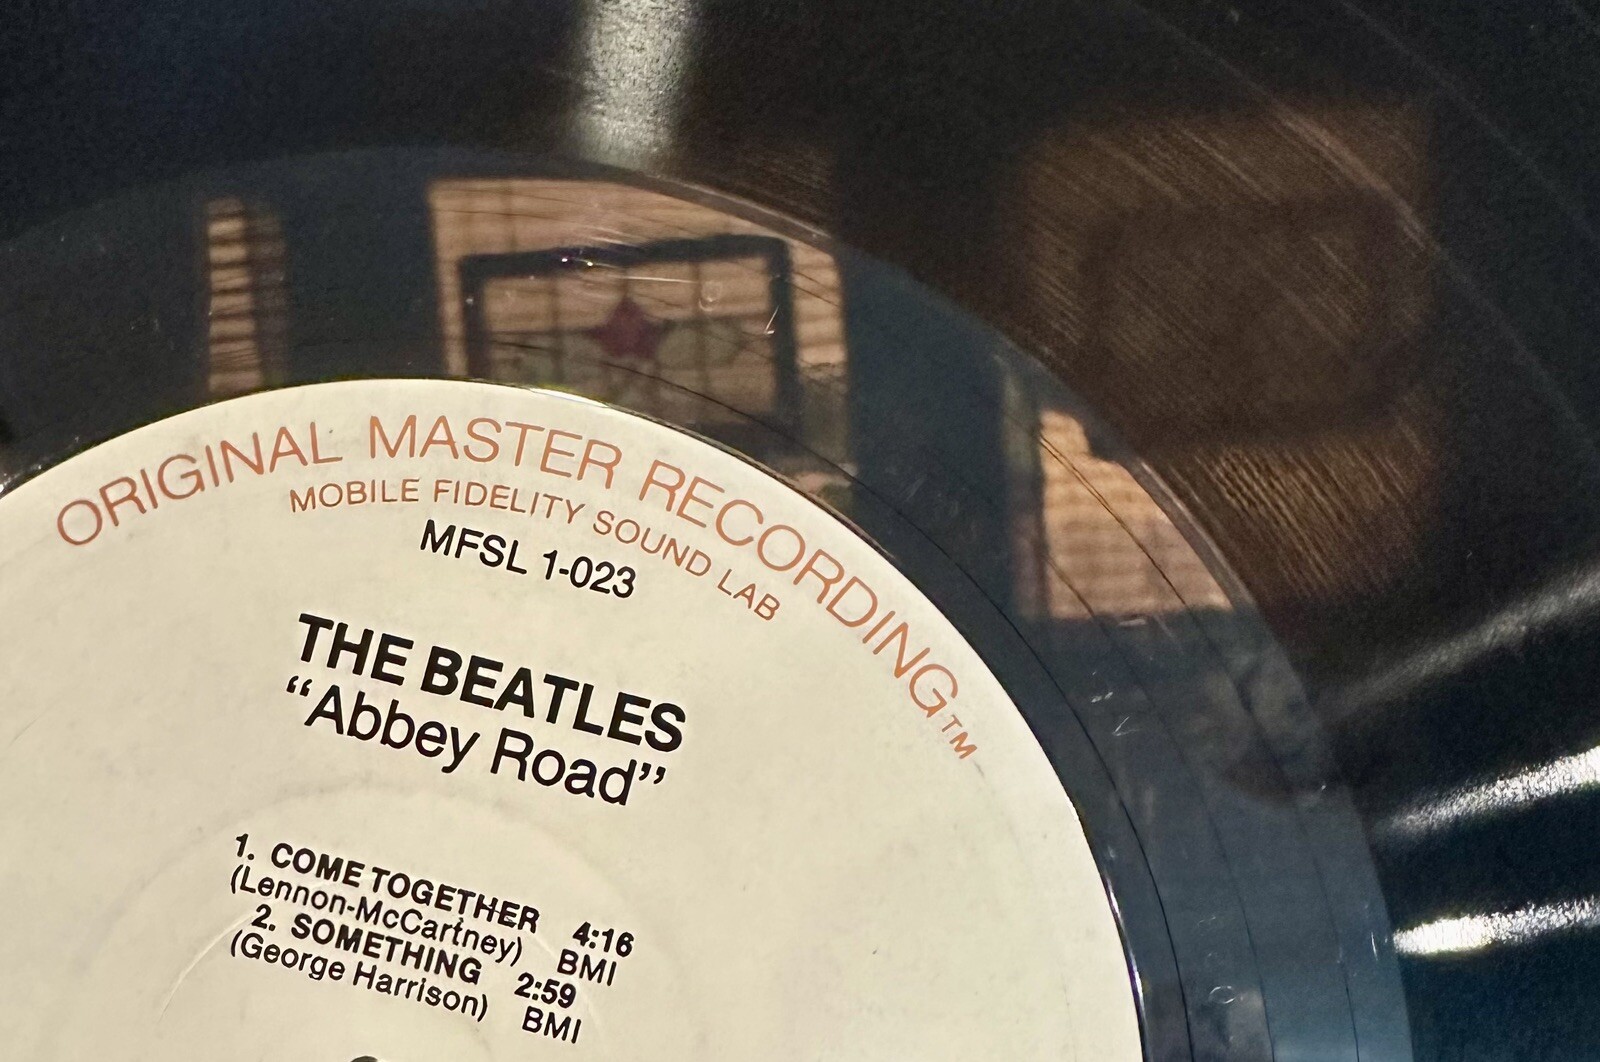 ORIGINAL MASTER RECORDING™
MOBILE FIDELITY SOUND LAB
MFSL 1-023
THE BEATLES
“Abbey Road”
1. COME TOGETHER 4:16
(Lennon-McCartney) BMI
2. SOMETHING 2:59
(George Harrison) BMI